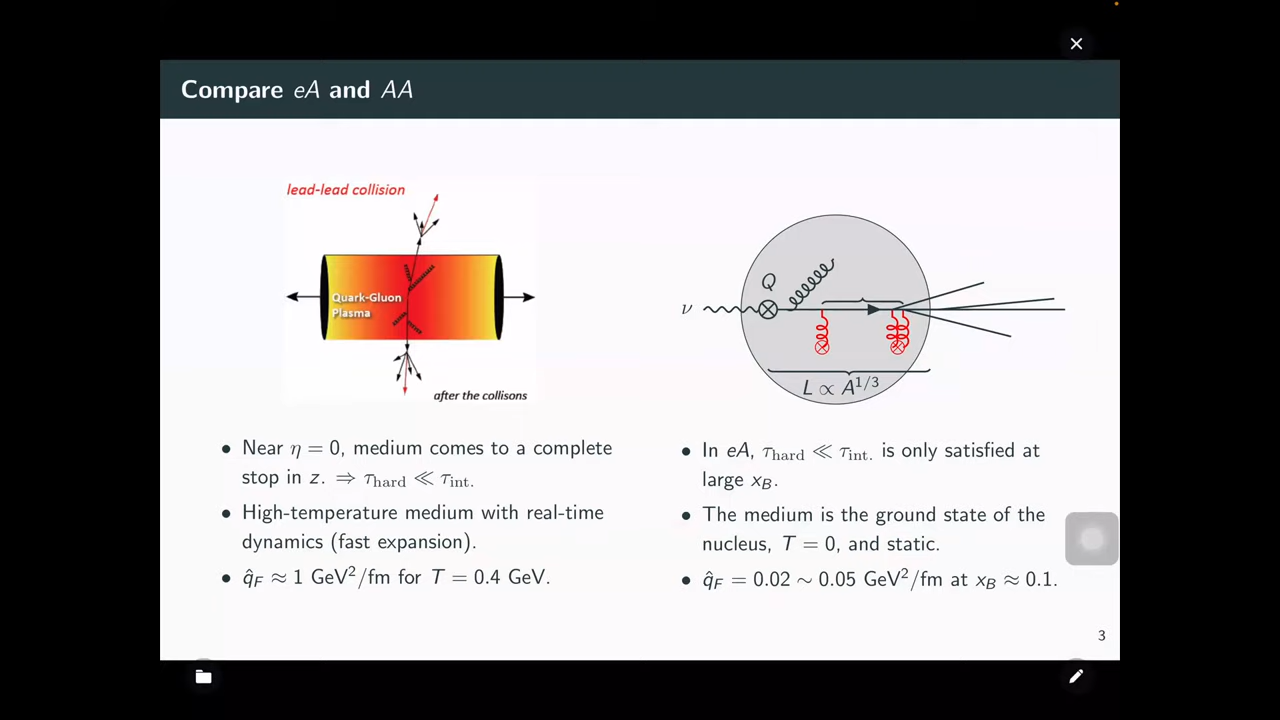 Compare eA and AA
lead-lead collision
Quark-Gluon
Plasma
after the collisons
Q
ν
L ∝ A^{1/3}
• Near η = 0, medium comes to a complete
stop in z. ⇒ τ_hard ≪ τ_int.
• High-temperature medium with real-time
dynamics (fast expansion).
• q̂_F ≈ 1 GeV²/fm for T = 0.4 GeV.
• In eA, τ_hard ≪ τ_int. is only satisfied at
large x_B.
• The medium is the ground state of the
nucleus, T = 0, and static.
• q̂_F = 0.02 ∼ 0.05 GeV²/fm at x_B ≈ 0.1.
3